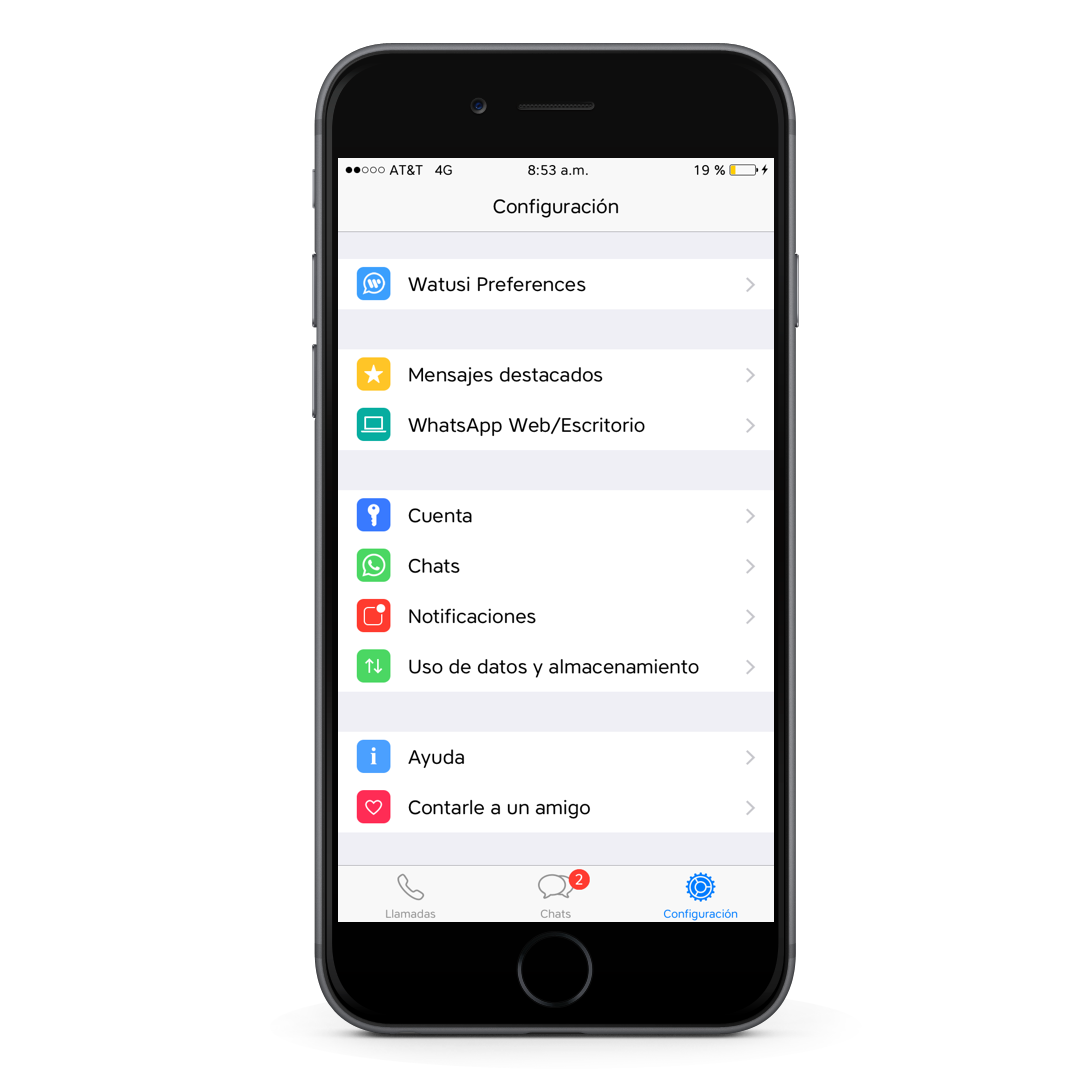 AT&T 4G 8:53 a.m. 19 %
Configuración
Watusi Preferences
Mensajes destacados
WhatsApp Web/Escritorio
Cuenta
Chats
Notificaciones
Uso de datos y almacenamiento
Ayuda
Contarle a un amigo
2
Llamadas Chats Configuración